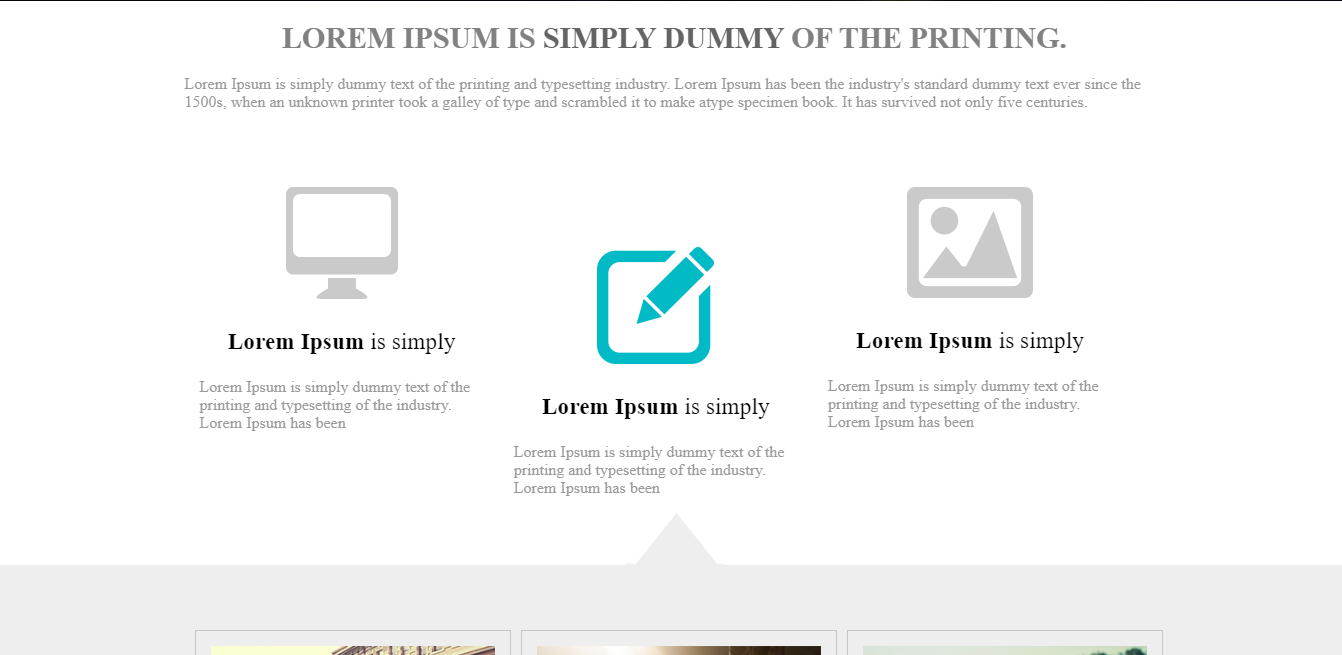 LOREM IPSUM IS SIMPLY DUMMY OF THE PRINTING.
Lorem Ipsum is simply dummy text of the printing and typesetting industry. Lorem Ipsum has been the industry's standard dummy text ever since the
1500s, when an unknown printer took a galley of type and scrambled it to make atype specimen book. It has survived not only five centuries.
Lorem Ipsum is simply
Lorem Ipsum is simply dummy text of the
printing and typesetting of the industry.
Lorem Ipsum has been
Lorem Ipsum is simply
Lorem Ipsum is simply dummy text of the
printing and typesetting of the industry.
Lorem Ipsum has been
Lorem Ipsum is simply
Lorem Ipsum is simply dummy text of the
printing and typesetting of the industry.
Lorem Ipsum has been